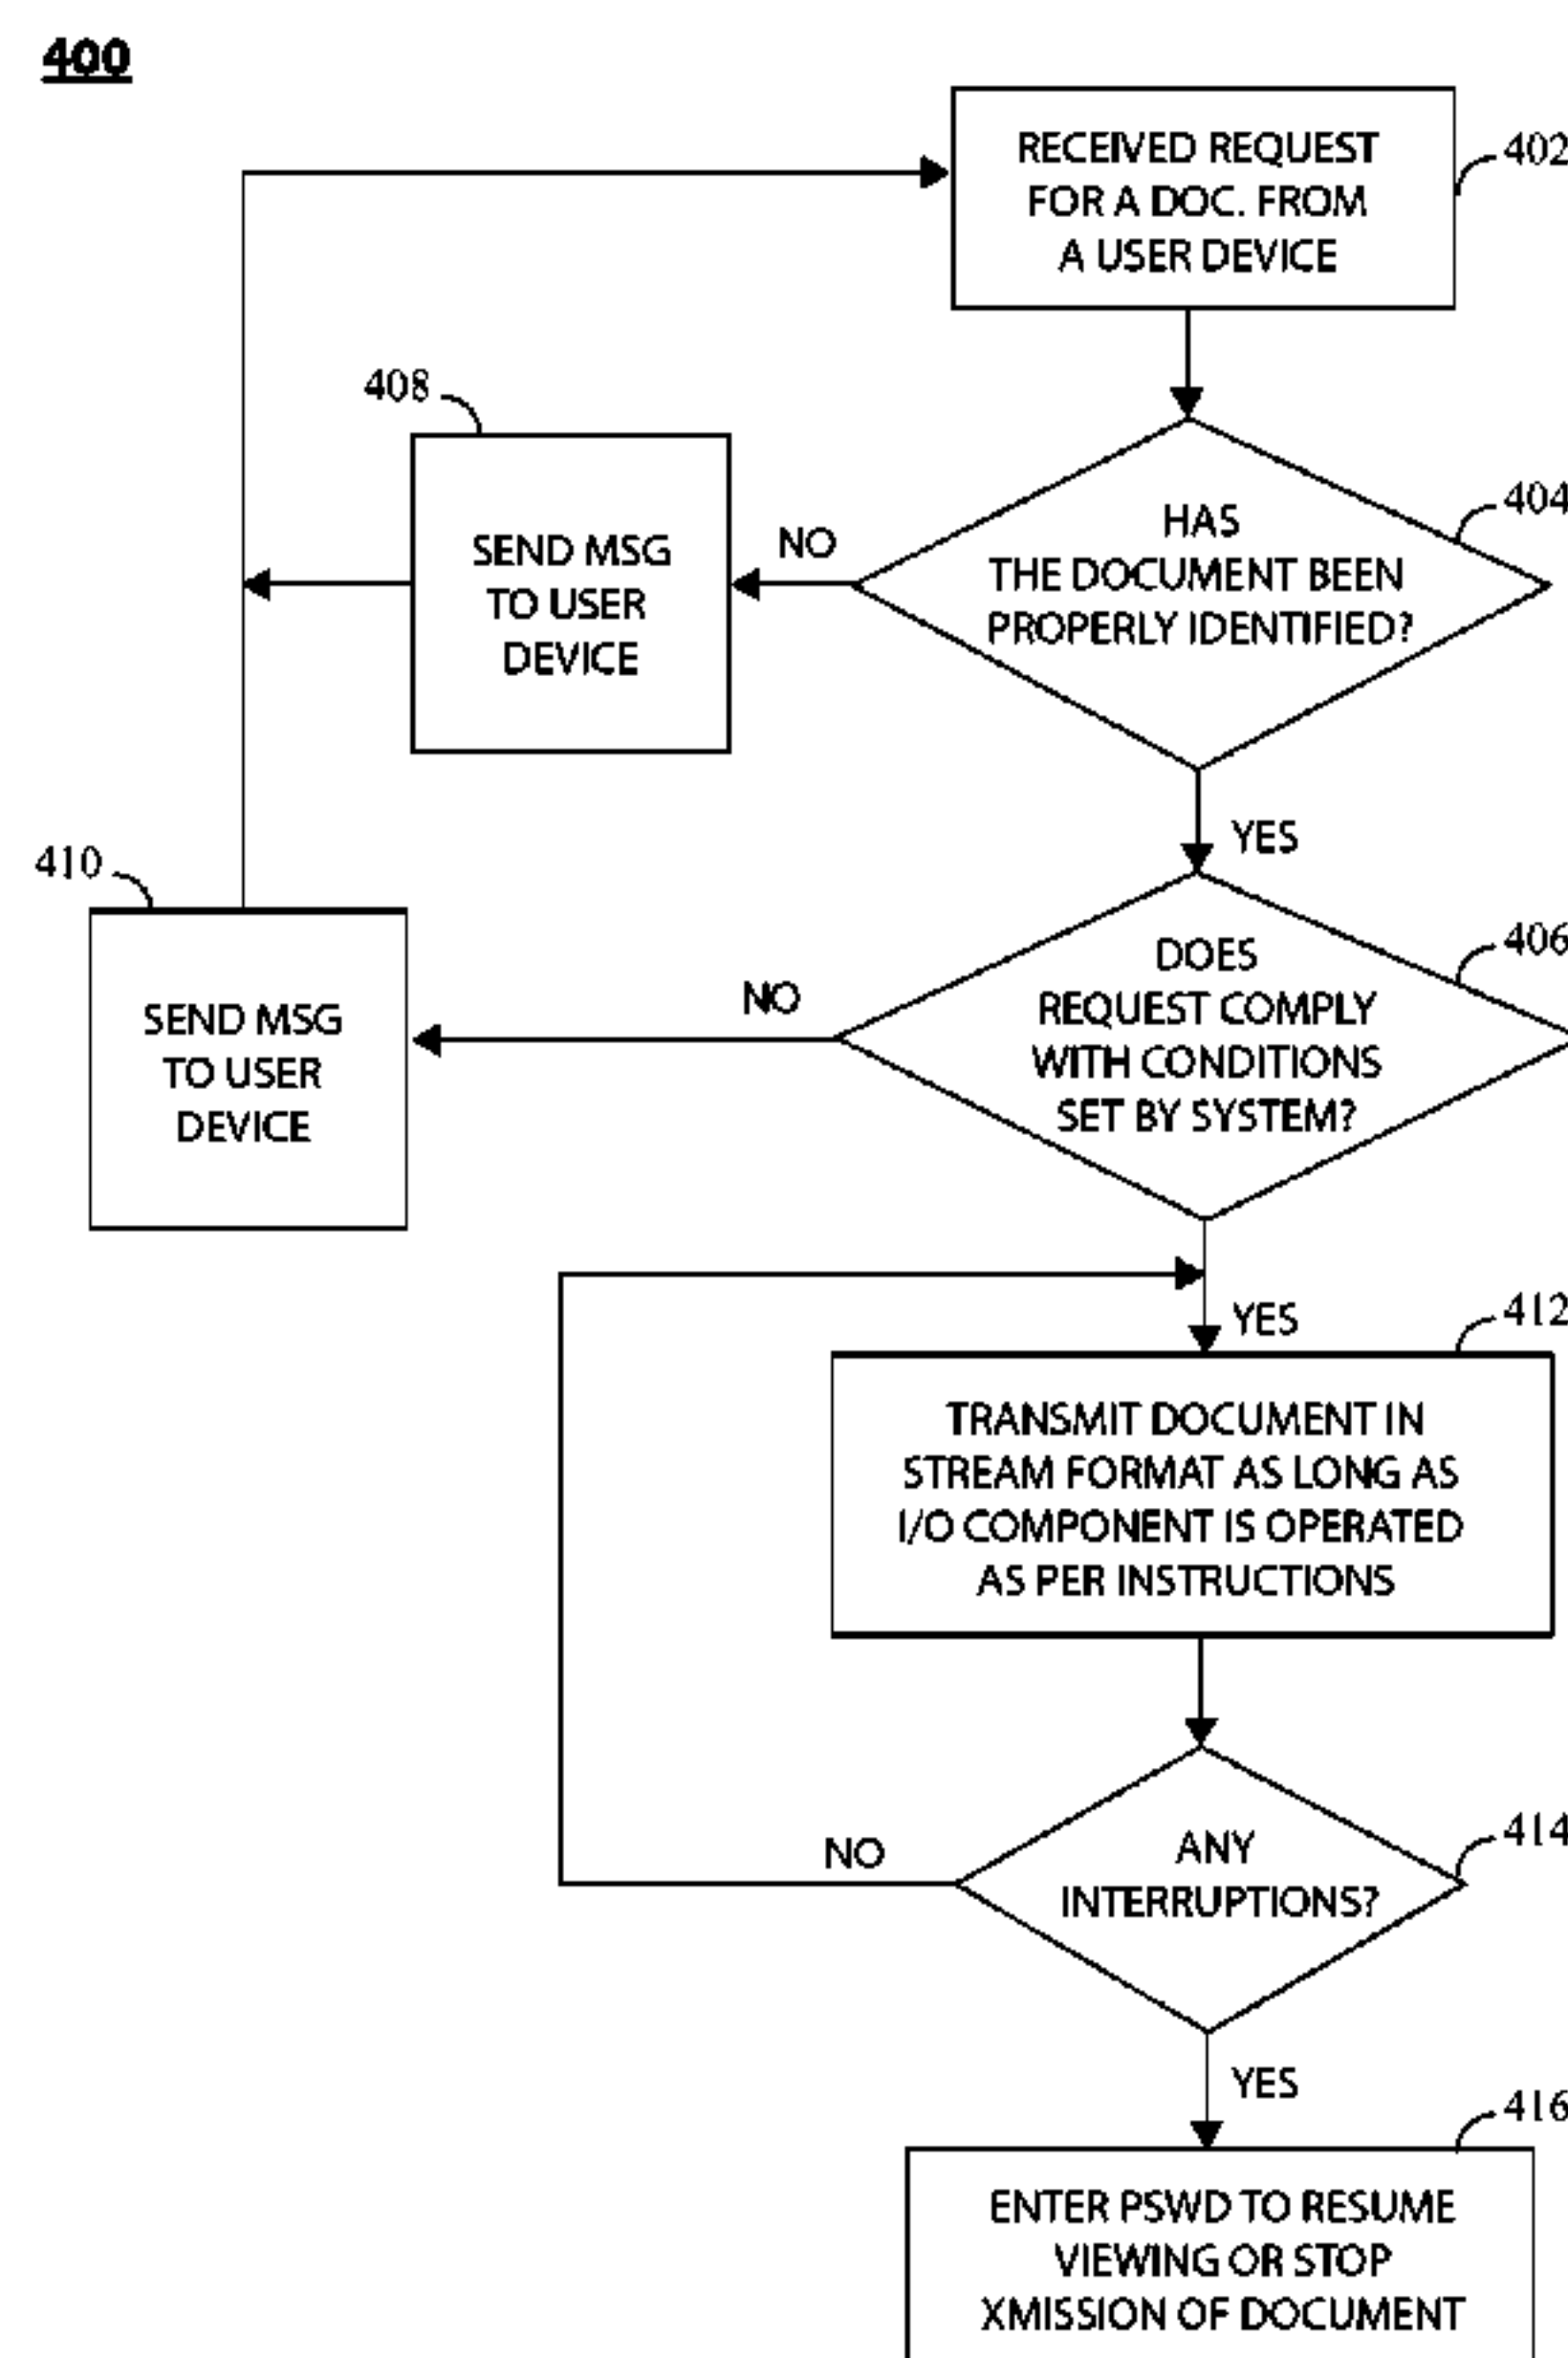 400
RECEIVED REQUEST
FOR A DOC. FROM
A USER DEVICE
402
408
SEND MSG
TO USER
DEVICE
NO
HAS
THE DOCUMENT BEEN
PROPERLY IDENTIFIED?
404
YES
410
SEND MSG
TO USER
DEVICE
NO
DOES
REQUEST COMPLY
WITH CONDITIONS
SET BY SYSTEM?
406
YES
412
TRANSMIT DOCUMENT IN
STREAM FORMAT AS LONG AS
I/O COMPONENT IS OPERATED
AS PER INSTRUCTIONS
NO
ANY
INTERRUPTIONS?
414
YES
416
ENTER PSWD TO RESUME
VIEWING OR STOP
XMISSION OF DOCUMENT